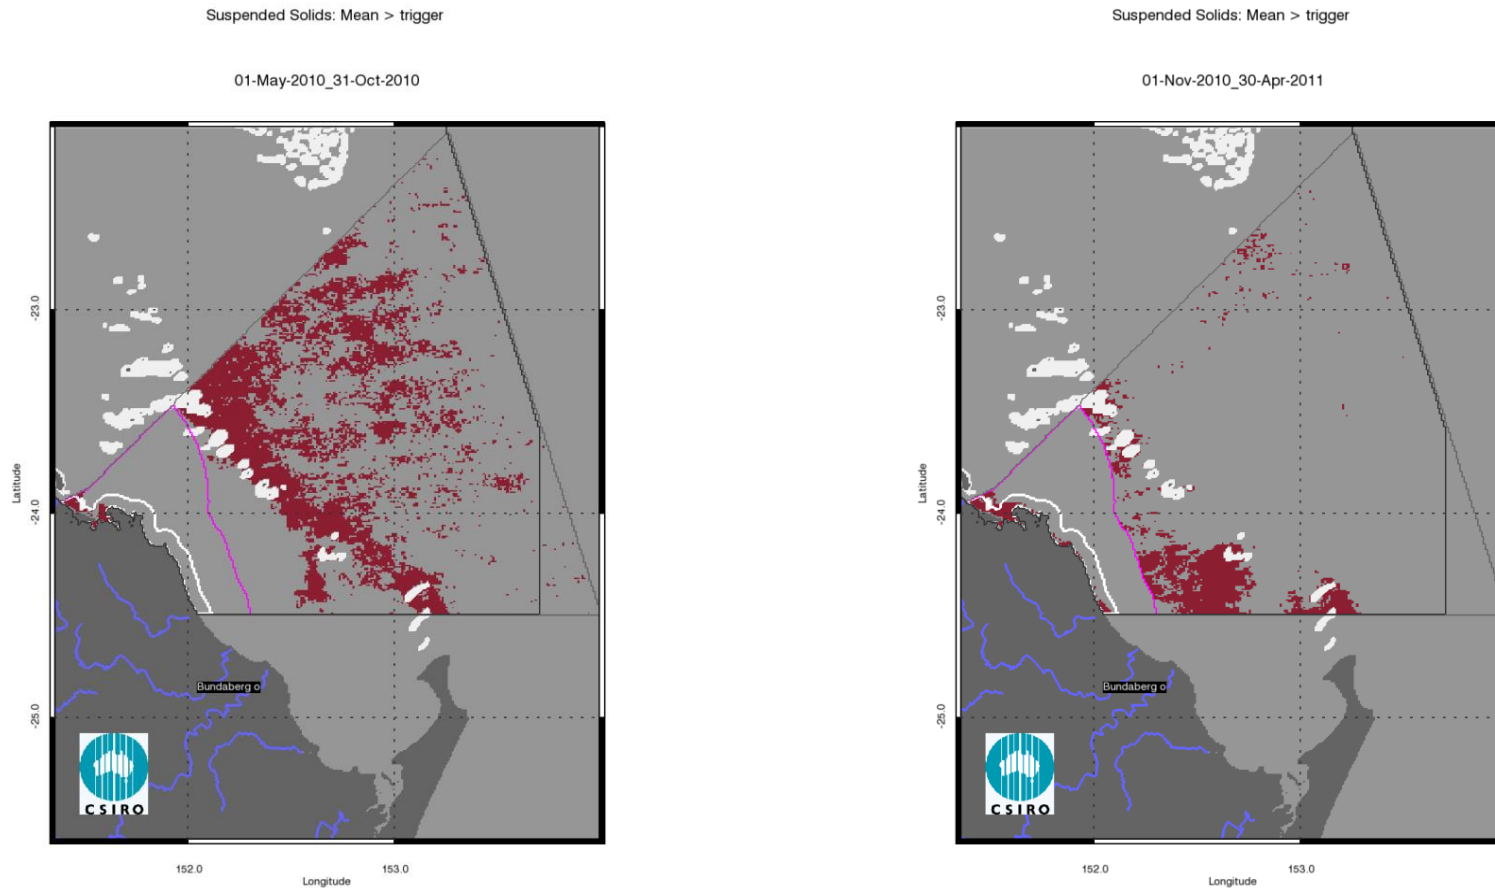 Suspended Solids: Mean > trigger
01-May-2010_31-Oct-2010
-23.0
-24.0
-25.0
Latitude
Bundaberg o
CSIRO
152.0 153.0
Longitude
Suspended Solids: Mean > trigger
01-Nov-2010_30-Apr-2011
-23.0
-24.0
-25.0
Latitude
Bundaberg o
CSIRO
152.0 153.0
Longitude